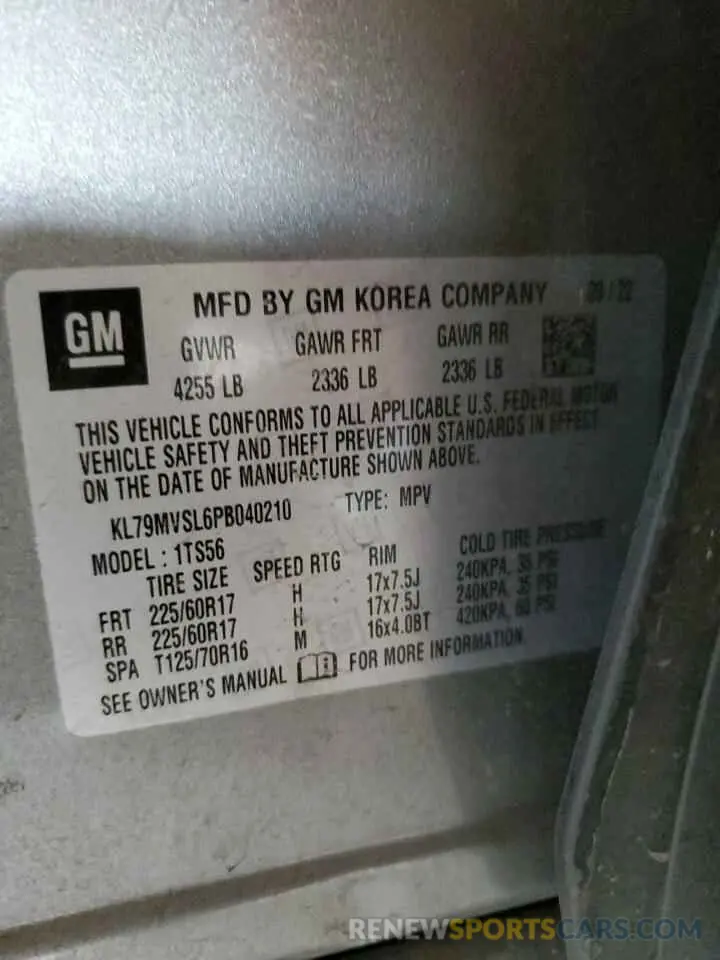 GM
MFD BY GM KOREA COMPANY 09 / 22
GVWR GAWR FRT GAWR RR
4255 LB 2336 LB 2336 LB
THIS VEHICLE CONFORMS TO ALL APPLICABLE U.S. FEDERAL MOTOR
VEHICLE SAFETY AND THEFT PREVENTION STANDARDS IN EFFECT
ON THE DATE OF MANUFACTURE SHOWN ABOVE.
KL79MVSL6PB040210 TYPE: MPV
MODEL : 1TS56
TIRE SIZE SPEED RTG RIM COLD TIRE PRESSURE
FRT 225/60R17 H 17x7.5J 240KPA, 35 PSI
RR 225/60R17 H 17x7.5J 240KPA, 35 PSI
SPA T125/70R16 M 16x4.0BT 420KPA, 60 PSI
SEE OWNER'S MANUAL FOR MORE INFORMATION
RENEWSPORTSCARS.COM